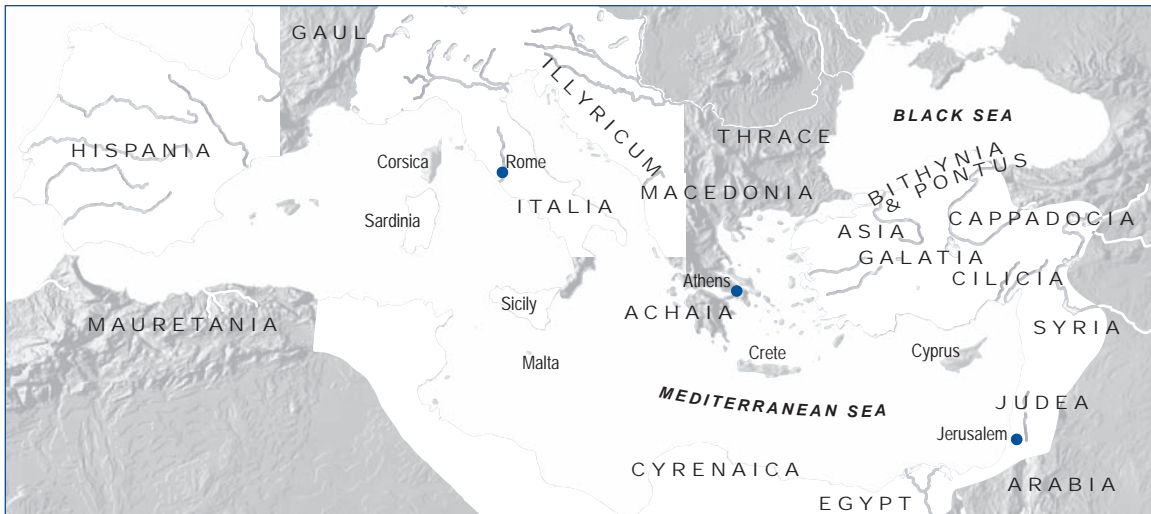 GAUL
ILLYRICUM
BLACK SEA
THRACE
HISPANIA
Corsica
Rome
BITHYNIA
& PONTUS
MACEDONIA
Sardinia
ITALIA
CAPPADOCIA
ASIA
GALATIA
CILICIA
Athens
Sicily
ACHAIA
MAURETANIA
SYRIA
Malta
Crete
Cyprus
MEDITERRANEAN SEA
JUDEA
Jerusalem
CYRENAICA
ARABIA
EGYPT